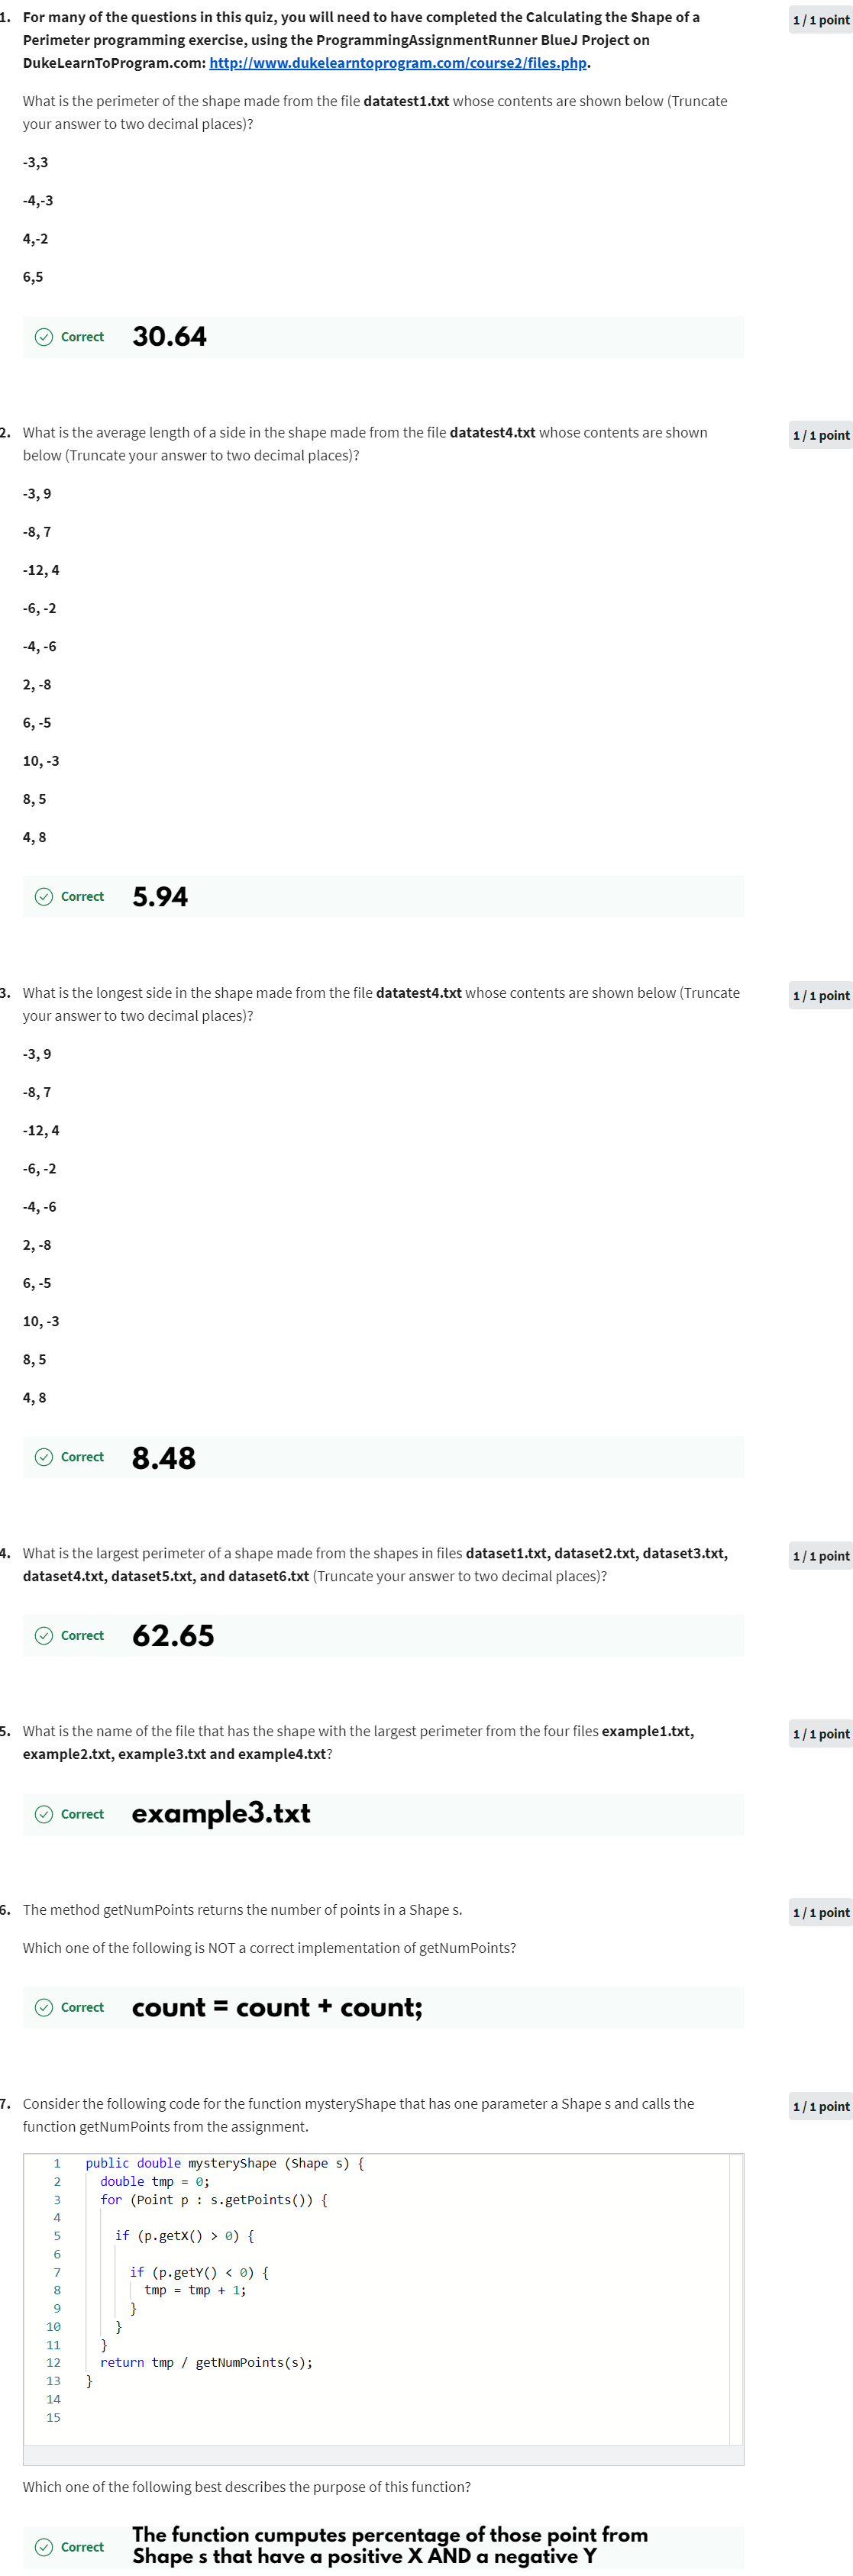 1. For many of the questions in this quiz, you will need to have completed the Calculating the Shape of a
1 / 1 point
Perimeter programming exercise, using the ProgrammingAssignmentRunner BlueJ Project on
DukeLearnToProgram.com: http://www.dukelearntoprogram.com/course2/files.php.
What is the perimeter of the shape made from the file datatest1.txt whose contents are shown below (Truncate
your answer to two decimal places)?
-3,3
-4,-3
4,-2
6,5
Correct 30.64
2. What is the average length of a side in the shape made from the file datatest4.txt whose contents are shown
1 / 1 point
below (Truncate your answer to two decimal places)?
-3, 9
-8, 7
-12, 4
-6, -2
-4, -6
2, -8
6, -5
10, -3
8, 5
4, 8
Correct 5.94
3. What is the longest side in the shape made from the file datatest4.txt whose contents are shown below (Truncate
1 / 1 point
your answer to two decimal places)?
-3, 9
-8, 7
-12, 4
-6, -2
-4, -6
2, -8
6, -5
10, -3
8, 5
4, 8
Correct 8.48
4. What is the largest perimeter of a shape made from the shapes in files dataset1.txt, dataset2.txt, dataset3.txt,
1 / 1 point
dataset4.txt, dataset5.txt, and dataset6.txt (Truncate your answer to two decimal places)?
Correct 62.65
5. What is the name of the file that has the shape with the largest perimeter from the four files example1.txt,
1 / 1 point
example2.txt, example3.txt and example4.txt?
Correct example3.txt
6. The method getNumPoints returns the number of points in a Shape s.
1 / 1 point
Which one of the following is NOT a correct implementation of getNumPoints?
Correct count = count + count;
7. Consider the following code for the function mysteryShape that has one parameter a Shape s and calls the
1 / 1 point
function getNumPoints from the assignment.
1 public double mysteryShape (Shape s) {
2 double tmp = 0;
3 for (Point p : s.getPoints()) {
4
5 if (p.getX() > 0) {
6
7 if (p.getY() < 0) {
8 tmp = tmp + 1;
9 }
10 }
11 }
12 return tmp / getNumPoints(s);
13 }
14
15
Which one of the following best describes the purpose of this function?
Correct The function cumputes percentage of those point from
Shape s that have a positive X AND a negative Y